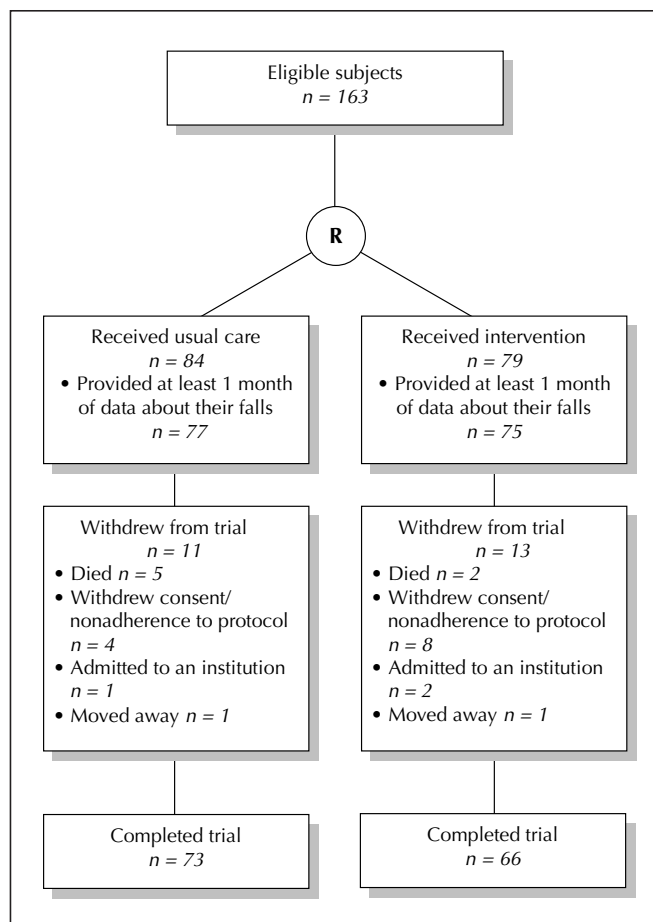 Eligible subjects
n = 163
R
Received usual care
n = 84
• Provided at least 1 month
of data about their falls
n = 77
Received intervention
n = 79
• Provided at least 1 month
of data about their falls
n = 75
Withdrew from trial
n = 11
• Died n = 5
• Withdrew consent/
nonadherence to protocol
n = 4
• Admitted to an institution
n = 1
• Moved away n = 1
Withdrew from trial
n = 13
• Died n = 2
• Withdrew consent/
nonadherence to protocol
n = 8
• Admitted to an institution
n = 2
• Moved away n = 1
Completed trial
n = 73
Completed trial
n = 66